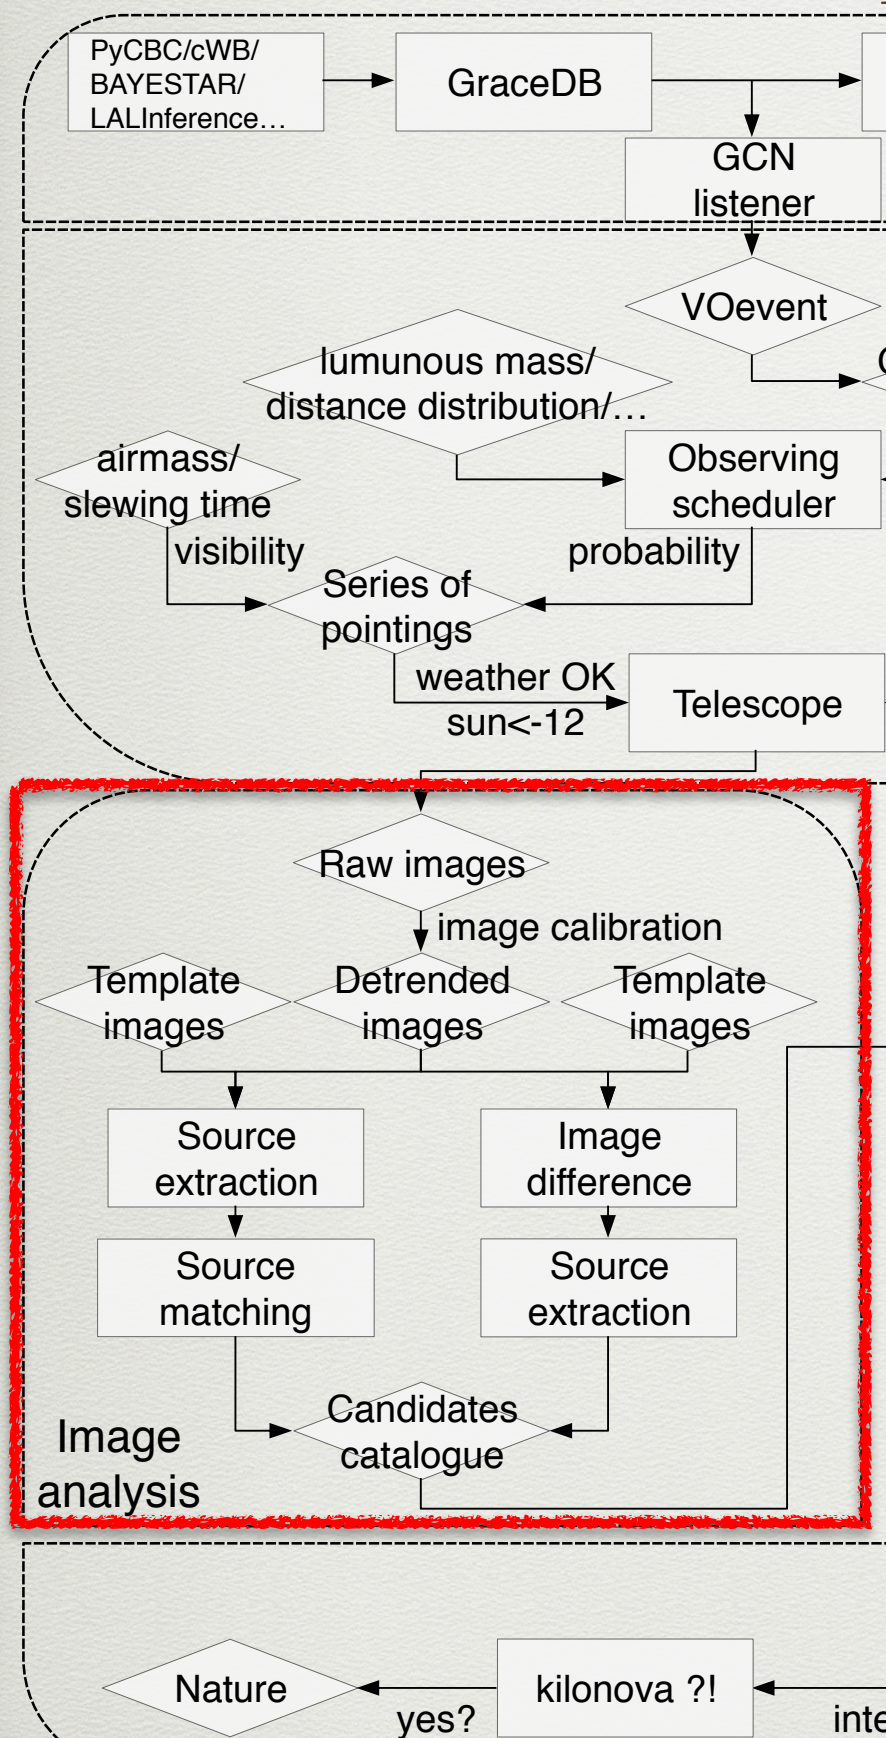 PyCBC/cWB/
BAYESTAR/
LALInference…
GraceDB
GCN
listener
VOevent
lumunous mass/
distance distribution/…
airmass/
slewing time
Observing
scheduler
visibility
probability
Series of
pointings
weather OK
sun<-12
Telescope
Raw images
image calibration
Template
images
Detrended
images
Template
images
Source
extraction
Image
difference
Source
matching
Source
extraction
Candidates
catalogue
Image
analysis
Nature
yes?
kilonova ?!